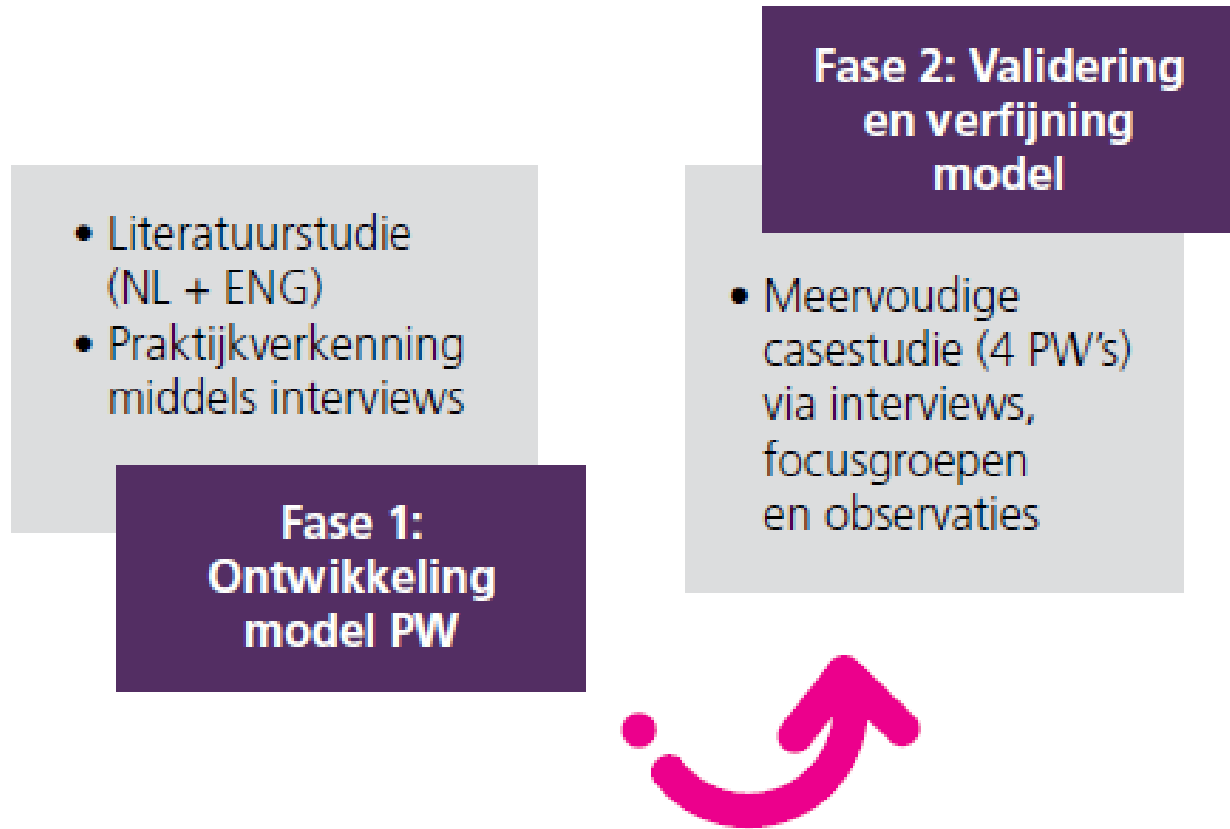 • Literatuurstudie
(NL + ENG)
• Praktijkverkenning
middels interviews
Fase 1:
Ontwikkeling
model PW
Fase 2: Validering
en verfijning
model
• Meervoudige
casestudie (4 PW's)
via interviews,
focusgroepen
en observaties